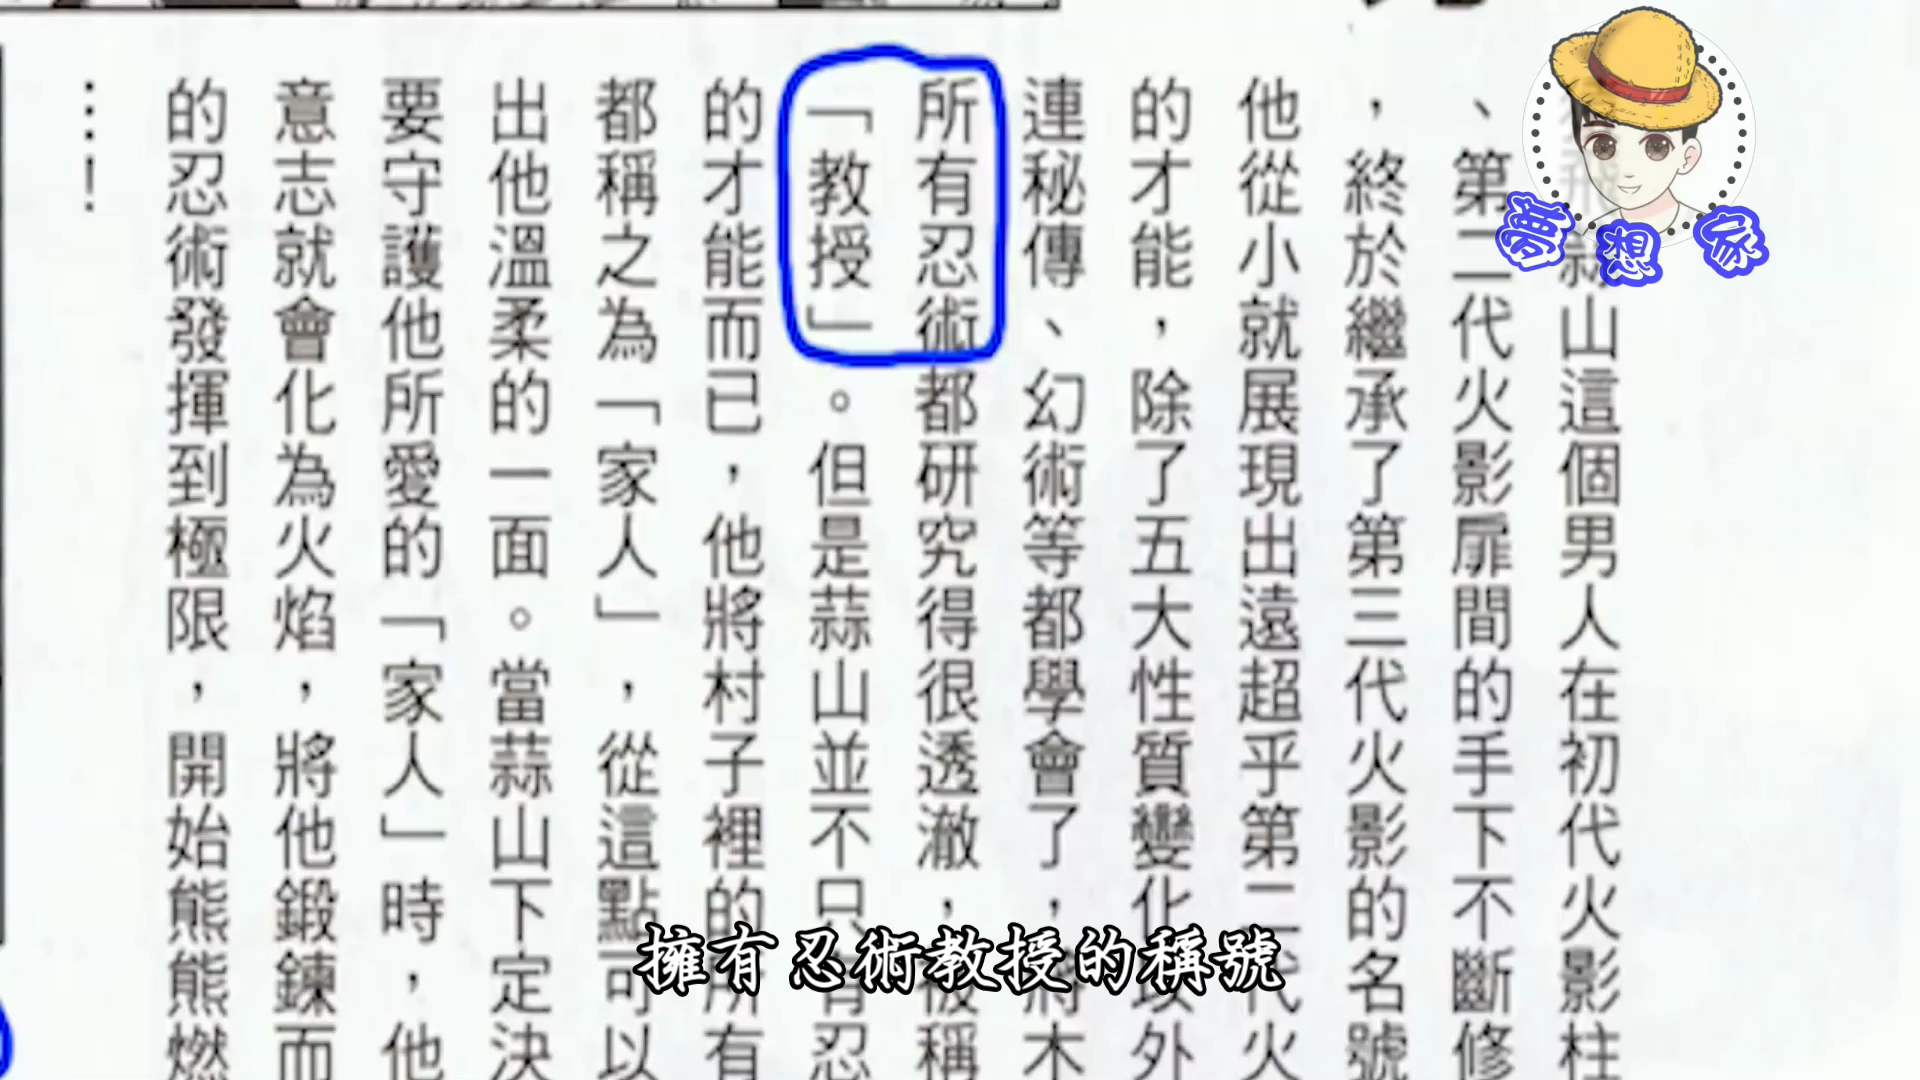 蒜山這個男人在初代火影柱
、第二代火影扉間的手下不斷修
，終於繼承了第三代火影的名號
他從小就展現出遠超乎第二代火
的才能，除了五大性質變化以外
連秘傳、幻術等都學會了，將木
所有忍術都研究得很透澈，被稱
「教授」。但是蒜山並不只有忍
的才能而已，他將村子裡的所有
都稱之為「家人」，從這點可以
出他溫柔的一面。當蒜山下定決
要守護他所愛的「家人」時，他
意志就會化為火焰，將他鍛鍊而
的忍術發揮到極限，開始熊熊燃
…！
夢想家
擁有忍術教授的稱號